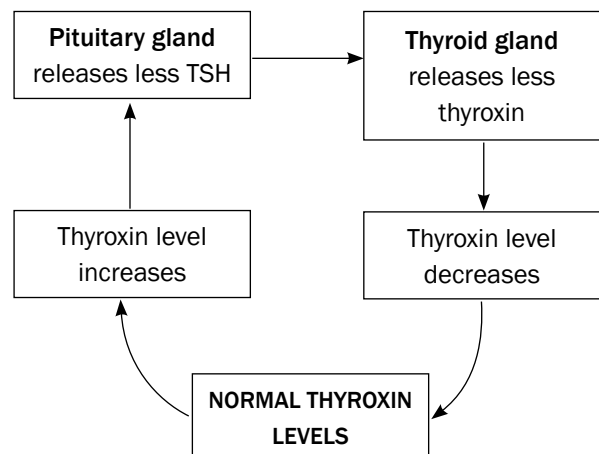 Pituitary gland
releases less TSH
Thyroid gland
releases less
thyroxin
Thyroxin level
increases
Thyroxin level
decreases
NORMAL THYROXIN
LEVELS